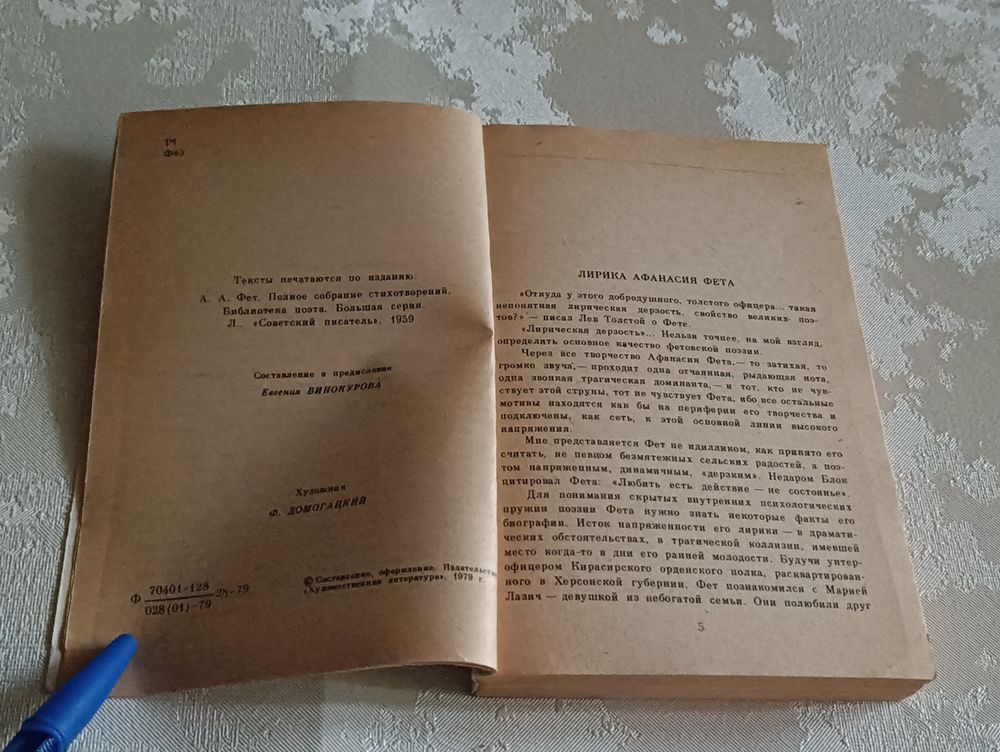 Р1
Ф45
Тексты печатаются по изданию:
А. А. Фет. Полное собрание стихотворений.
Библиотека поэта. Большая серия.
Л., «Советский писатель», 1959
Составление и предисловие
Евгения ВИНОКУРОВА
Художник
Ф. ДОМОГАЦКИЙ
© Составление, оформление. Издательство
«Художественная литература», 1979 г.
Ф 70401-128
028(01)-79 28-79
ЛИРИКА АФАНАСИЯ ФЕТА
«Откуда у этого добродушного, толстого офицера... такая
непонятная лирическая дерзость, свойство великих поэ-
тов?» — писал Лев Толстой о Фете.
«Лирическая дерзость»... Нельзя точнее, на мой взгляд,
определить основное качество фетовской поэзии.
Через все творчество Афанасия Фета,— то затихая, то
громко звуча,— проходит одна отчаянная, рыдающая нота,
одна звонкая трагическая доминанта,— и тот, кто не чув-
ствует этой струны, тот не чувствует Фета, ибо все остальные
мотивы находятся как бы на периферии его творчества и
подключены, как сеть, к этой основной линии высокого
напряжения.
Мне представляется Фет не идилликом, как принято его
считать, не певцом безмятежных сельских радостей, а поэ-
том напряженным, динамичным, «дерзким». Недаром Блок
цитировал Фета: «Любить есть действие — не состоянье».
Для понимания скрытых внутренних психологических
пружин поэзии Фета нужно знать некоторые факты его
биографии. Исток напряженности его лирики — в драмати-
ческих обстоятельствах, в трагической коллизии, имевшей
место когда-то в дни его ранней молодости. Будучи унтер-
офицером Кирасирского орденского полка, расквартирован-
ного в Херсонской губернии, Фет познакомился с Марией
Лазич — девушкой из небогатой семьи. Они полюбили друг
5